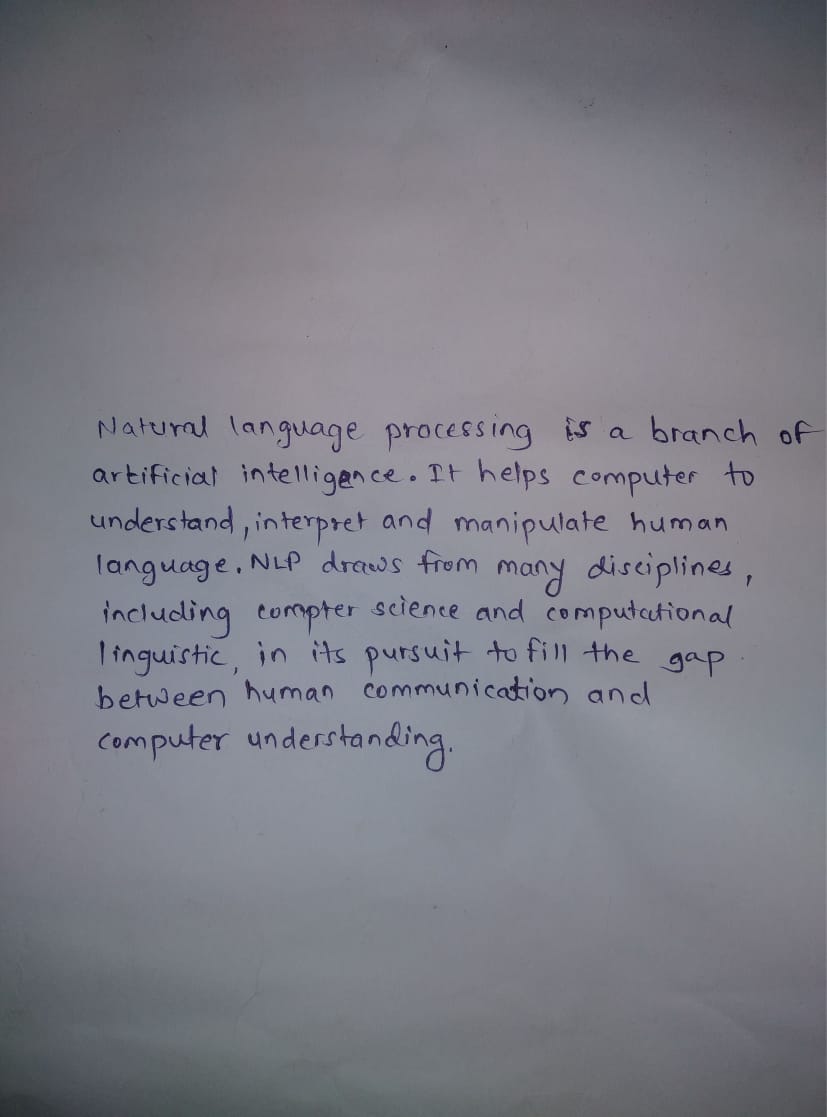 Natural language processing is a branch of
artificial intelligence. It helps computer to
understand, interpret and manipulate human
language. NLP draws from many disciplines,
including compter science and computational
linguistic, in its pursuit to fill the gap
between human communication and
computer understanding.